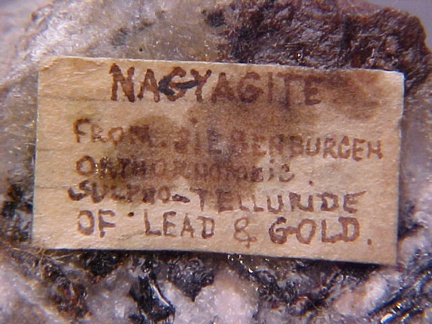 NAGYAGITE
FROM: SIEBENBURGEN
ORTHORHOMBIC
SULPHO-TELLURIDE
OF LEAD & GOLD.